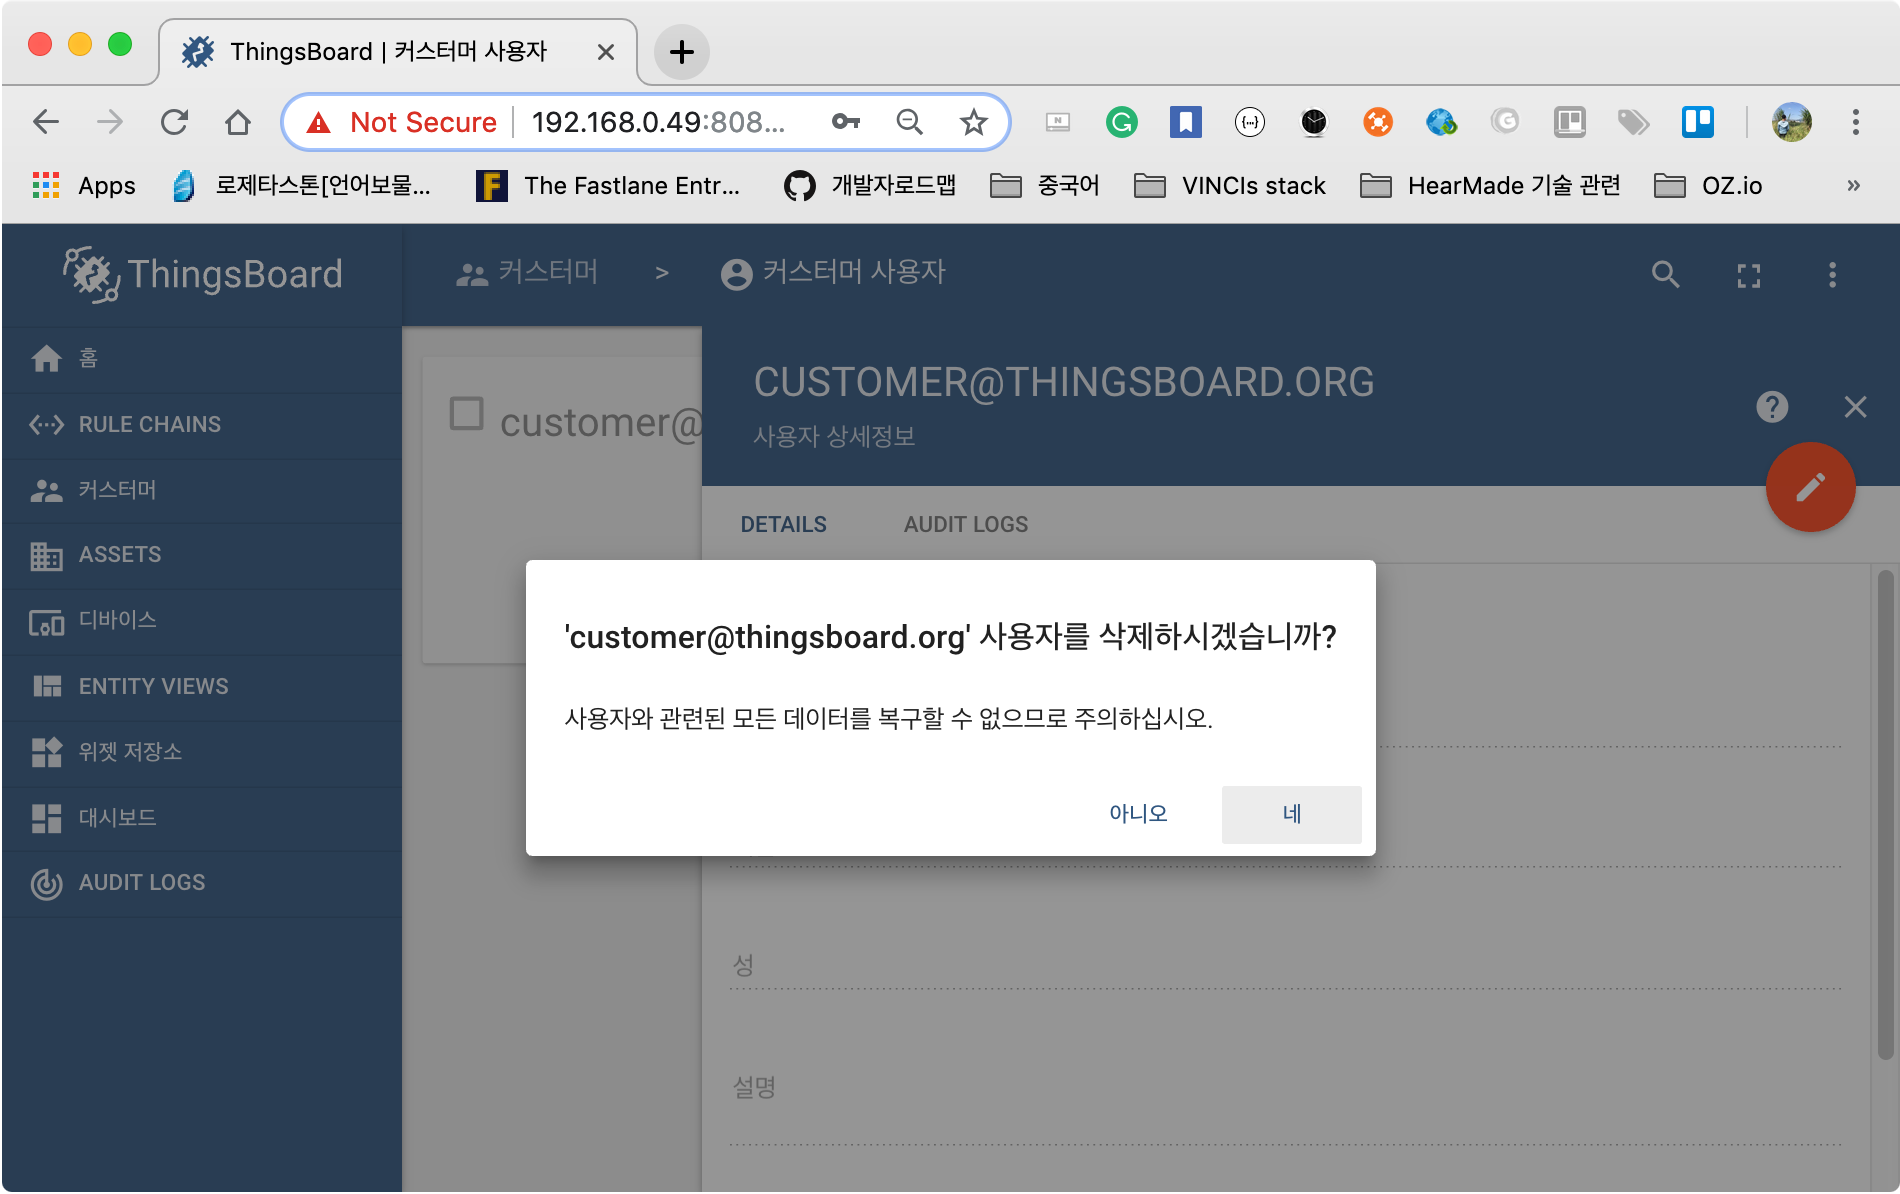 ThingsBoard | 커스터머 사용자
Not Secure
192.168.0.49:808...
Apps
로제타스톤[언어보물...
The Fastlane Entr...
개발자로드맵
중국어
VINCIs stack
HearMade 기술 관련
OZ.io
»
ThingsBoard
커스터머 > 커스터머 사용자
홈
RULE CHAINS
커스터머
ASSETS
디바이스
ENTITY VIEWS
위젯 저장소
대시보드
AUDIT LOGS
customer@
CUSTOMER@THINGSBOARD.ORG
사용자 상세정보
DETAILS
AUDIT LOGS
'customer@thingsboard.org' 사용자를 삭제하시겠습니까?
사용자와 관련된 모든 데이터를 복구할 수 없으므로 주의하십시오.
아니오
네
성
설명